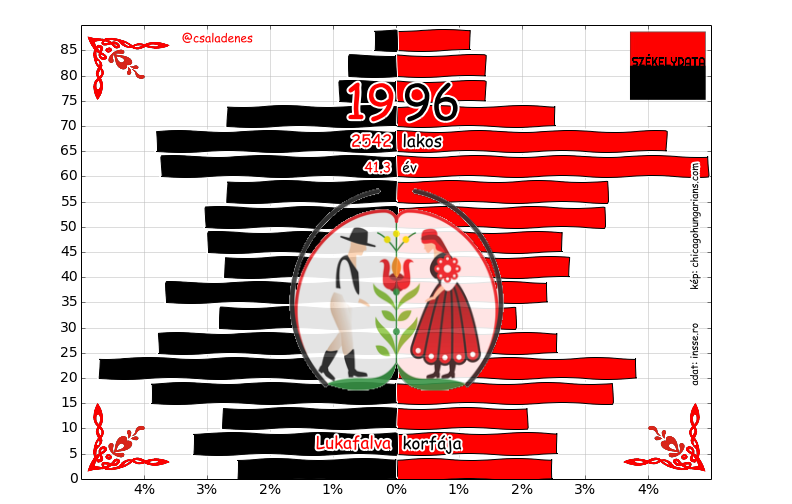 @csaladenes
SZÉKELYDATA
1996
2542 lakos
41,3 év
kép: chicagohungarians.com
adat: insse.ro
Lukafalva korfája
85
80
75
70
65
60
55
50
45
40
35
30
25
20
15
10
5
0
4% 3% 2% 1% 0% 1% 2% 3% 4%